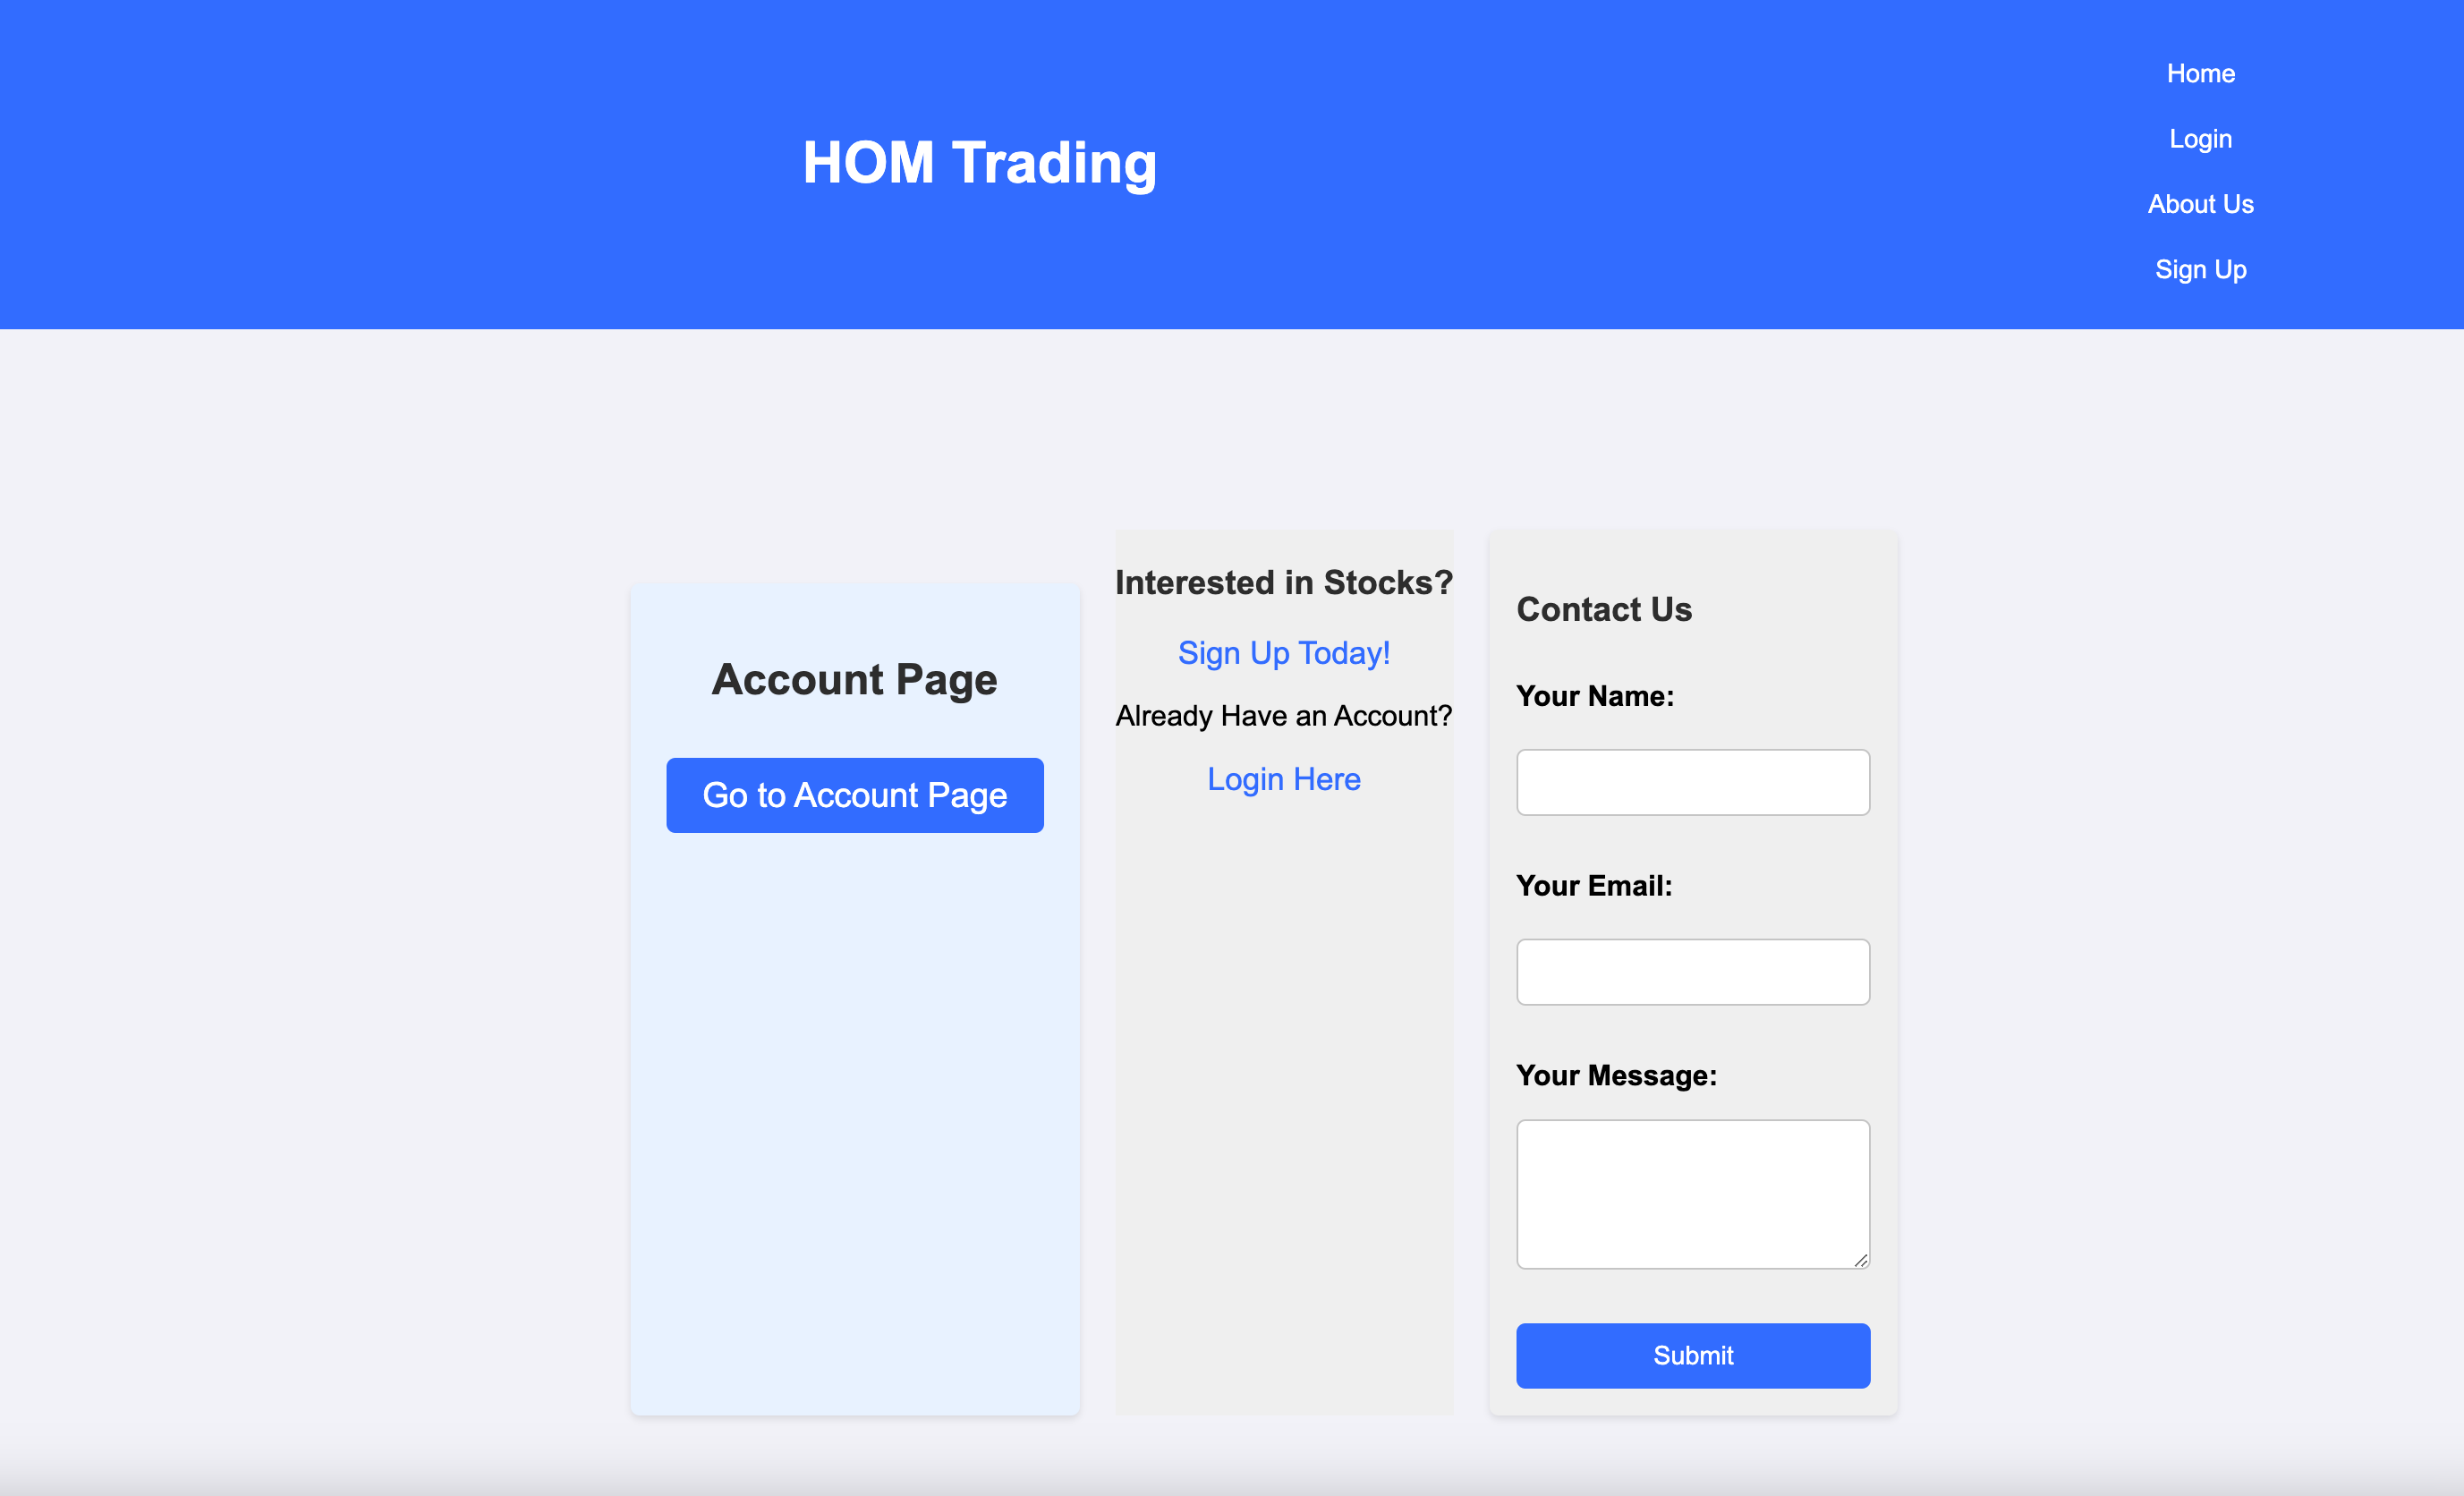 HOM Trading
Home
Login
About Us
Sign Up
Account Page
Go to Account Page
Interested in Stocks?
Sign Up Today!
Already Have an Account?
Login Here
Contact Us
Your Name:
Your Email:
Your Message:
Submit